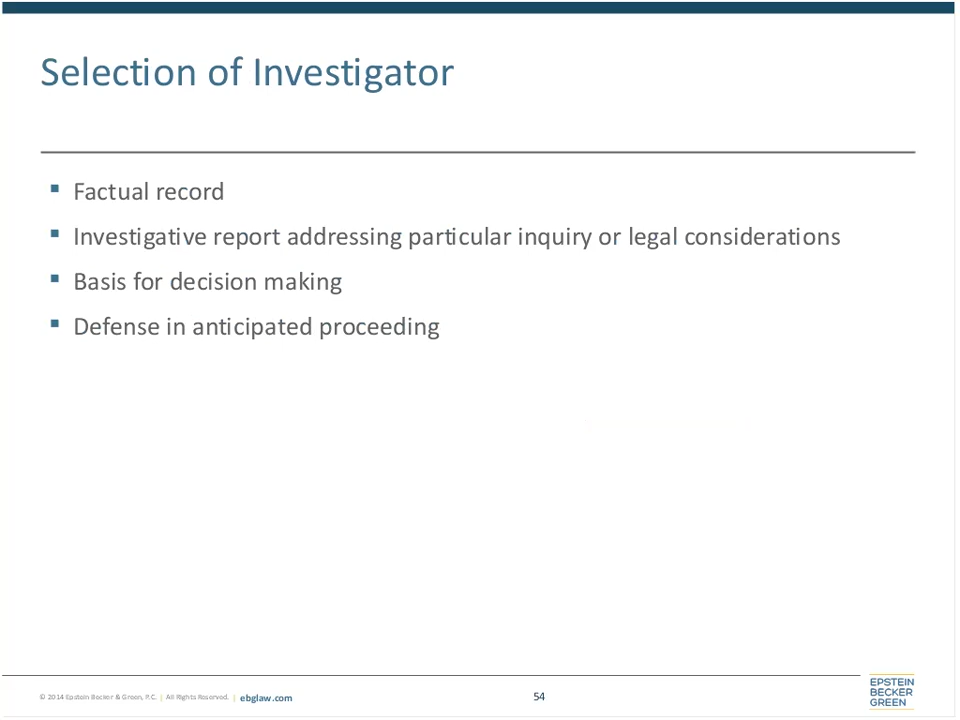 Selection of Investigator
▪ Factual record
▪ Investigative report addressing particular inquiry or legal considerations
▪ Basis for decision making
▪ Defense in anticipated proceeding
© 2014 Epstein Becker & Green, P.C. | All Rights Reserved. | ebglaw.com
54
EPSTEIN
BECKER
GREEN